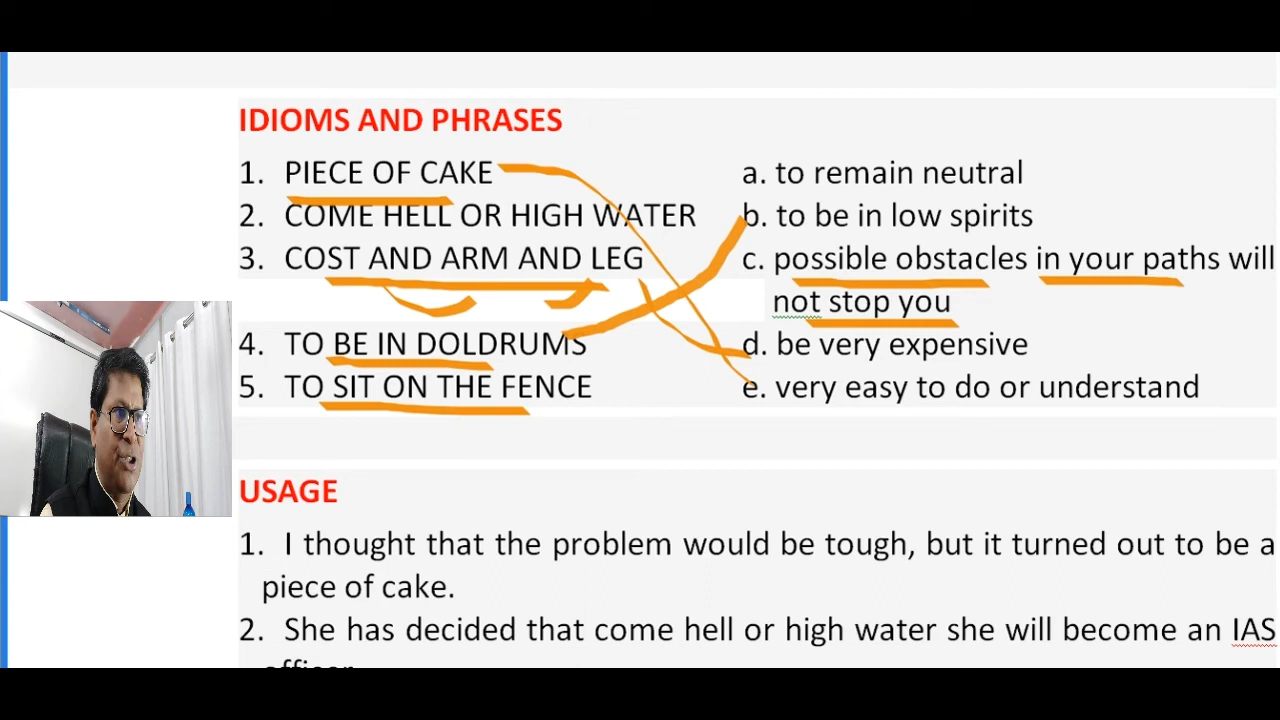 IDIOMS AND PHRASES
1. PIECE OF CAKE a. to remain neutral
2. COME HELL OR HIGH WATER b. to be in low spirits
3. COST AND ARM AND LEG c. possible obstacles in your paths will
not stop you
4. TO BE IN DOLDRUMS d. be very expensive
5. TO SIT ON THE FENCE e. very easy to do or understand
USAGE
1. I thought that the problem would be tough, but it turned out to be a
piece of cake.
2. She has decided that come hell or high water she will become an IAS